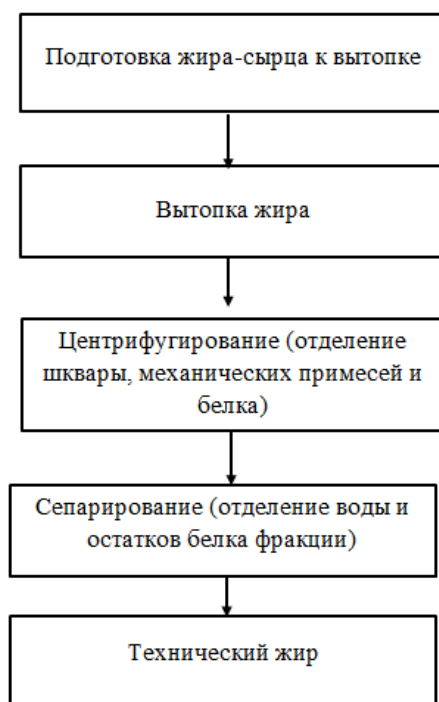 Подготовка жира-сырца к вытопке
Вытопка жира
Центрифугирование (отделение
шквары, механических примесей и
белка)
Сепарирование (отделение воды и
остатков белка фракции)
Технический жир